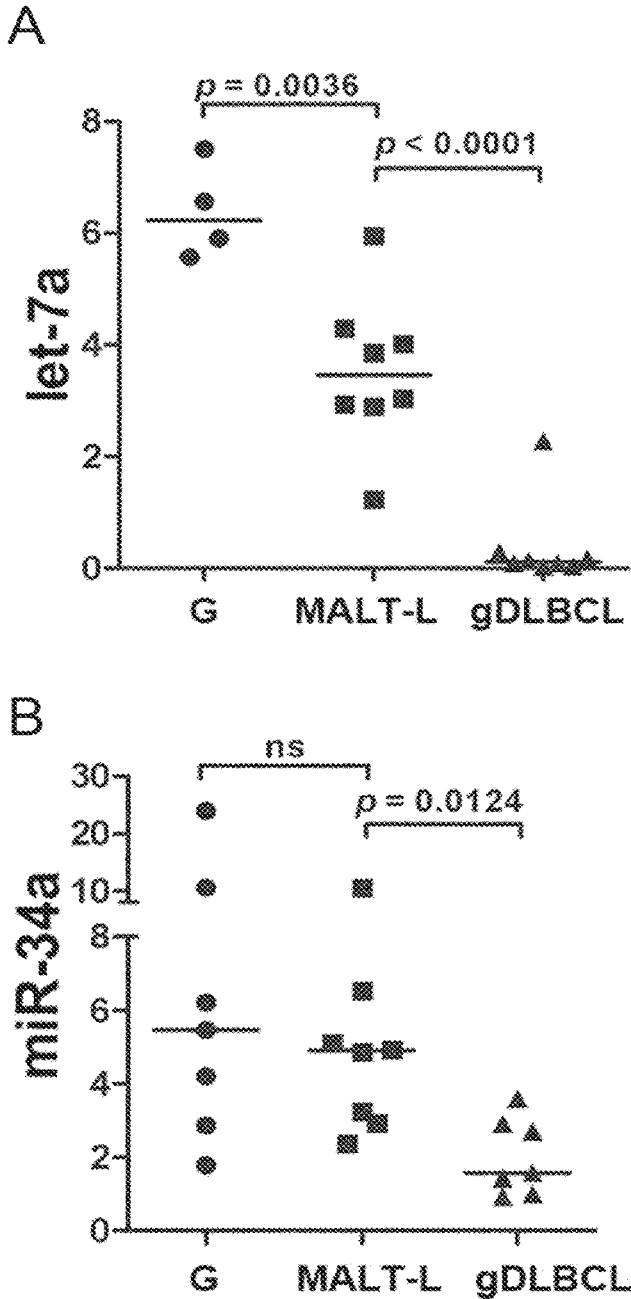 A
p = 0.0036
p < 0.0001
8
6
4
2
0
let-7a
G MALT-L gDLBCL
B
ns
p = 0.0124
30
20
10
8
6
4
2
0
miR-34a
G MALT-L gDLBCL